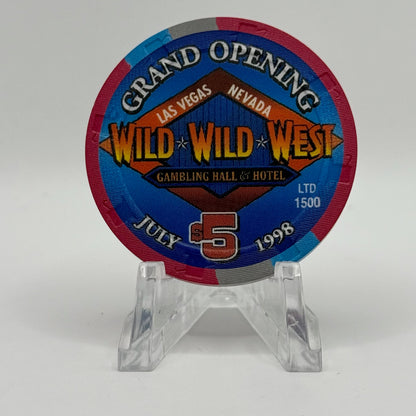 GRAND OPENING
LAS VEGAS NEVADA
WILD★WILD★WEST
GAMBLING HALL & HOTEL
LTD
1500
$5
JULY 1998